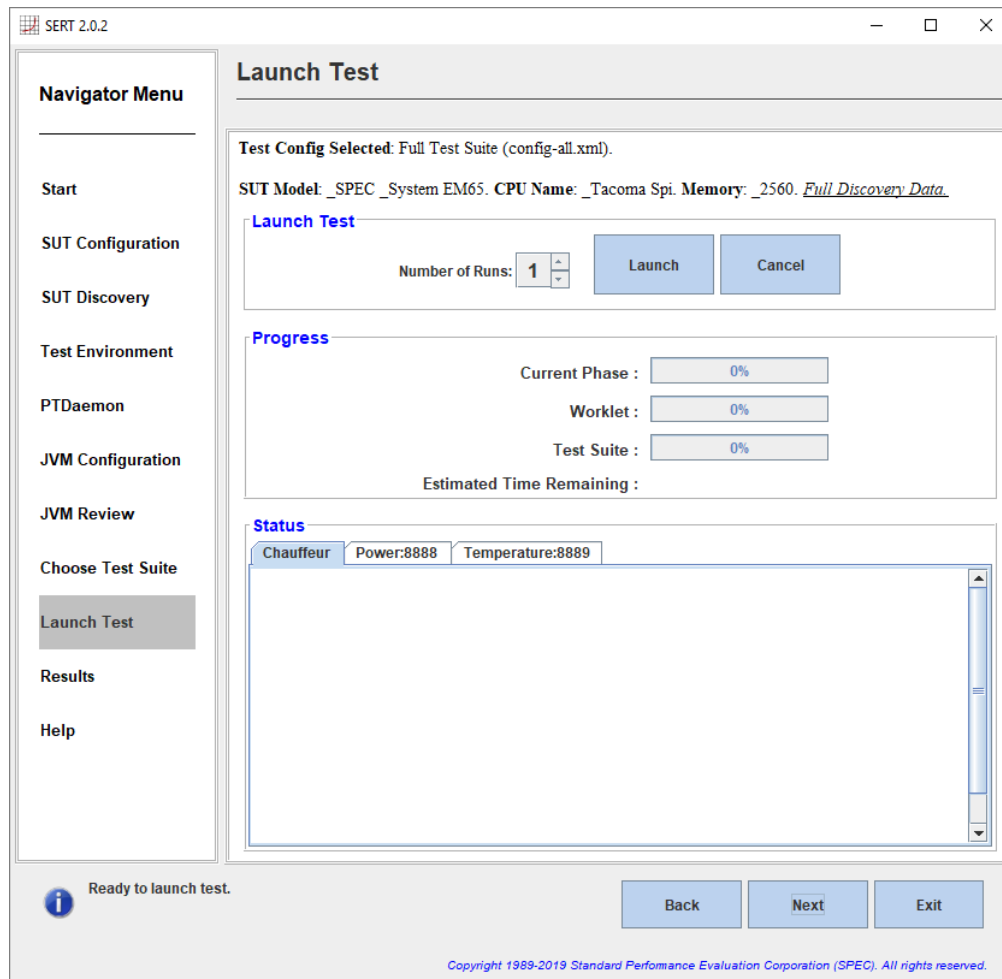 SERT 2.0.2
Navigator Menu
Start
SUT Configuration
SUT Discovery
Test Environment
PTDaemon
JVM Configuration
JVM Review
Choose Test Suite
Launch Test
Results
Help
Launch Test
Test Config Selected: Full Test Suite (config-all.xml).
SUT Model: _SPEC _System EM65. CPU Name: _Tacoma Spi. Memory: _2560. Full Discovery Data.
Launch Test
Number of Runs: 1 Launch Cancel
Progress
Current Phase : 0%
Worklet : 0%
Test Suite : 0%
Estimated Time Remaining :
Status
Chauffeur Power:8888 Temperature:8889
Ready to launch test.
Back Next Exit
Copyright 1989-2019 Standard Performance Evaluation Corporation (SPEC). All rights reserved.